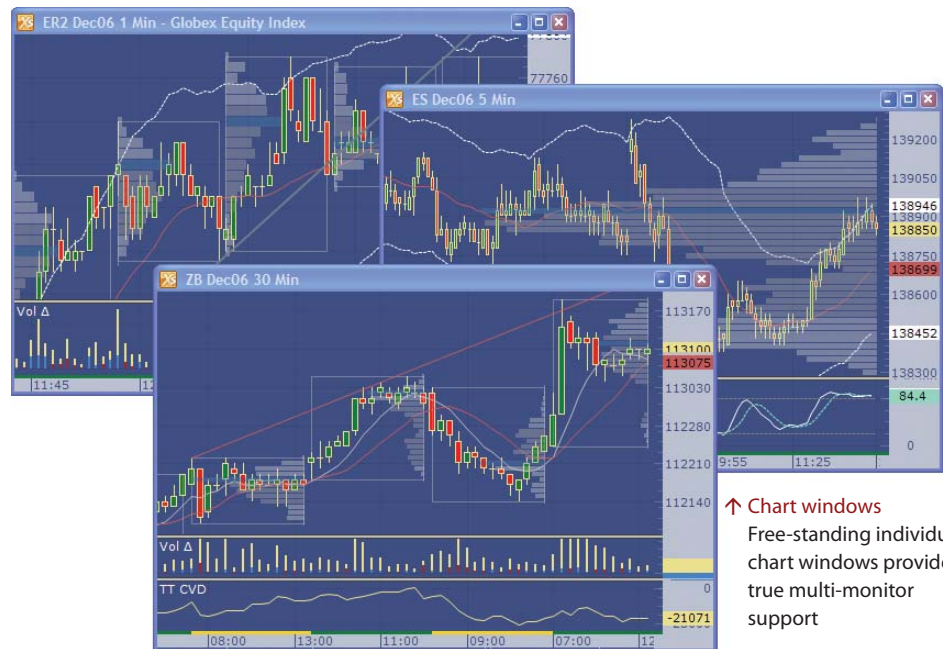 ER2 Dec06 1 Min - Globex Equity Index
77760
Vol Δ
11:45
ES Dec06 5 Min
139200
139050
138946
138900
138850
138750
138699
138600
138452
138300
84.4
0
9:55
11:25
ZB Dec06 30 Min
113170
113100
113075
113030
112280
112210
112140
Vol Δ
TT CVD
0
-21071
08:00
13:00
11:00
09:00
07:00
12
↑ Chart windows
Free-standing individu
chart windows provide
true multi-monitor
support